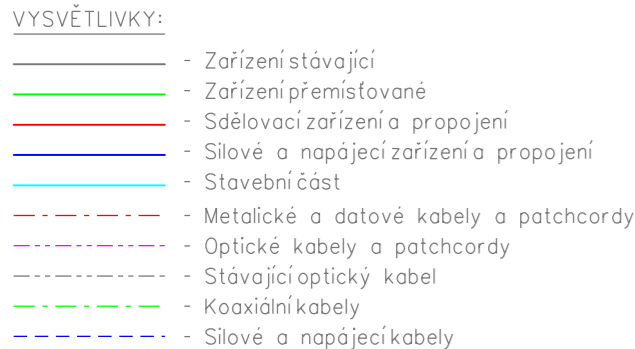 VYSVĚTLIVKY:
- Zařízení stávající
- Zařízení přemísťované
- Sdělovací zařízení a propojení
- Silové a napájecí zařízení a propojení
- Stavební část
- Metalické a datové kabely a patchcordy
- Optické kabely a patchcordy
- Stávající optický kabel
- Koaxiální kabely
- Silové a napájecí kabely